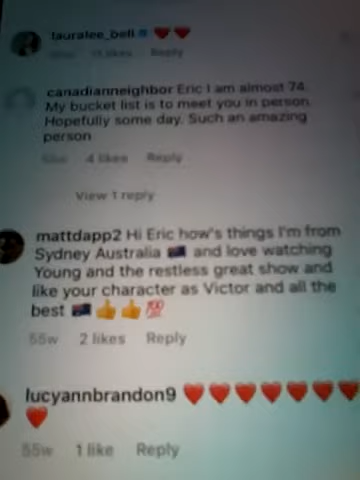 lauralee_bell ❤️❤️
11 likes Reply
canadianneighbor Eric I am almost 74.
My bucket list is to meet you in person.
Hopefully some day. Such an amazing
person
4 likes Reply
View 1 reply
mattdapp2 Hi Eric how's things I'm from
Sydney Australia 🇦🇺 and love watching
Young and the restless great show and
like your character as Victor and all the
best 🇦🇺👍👍💯
55w 2 likes Reply
lucyannbrandon9 ❤️❤️❤️❤️❤️❤️❤️
❤️
55w 1 like Reply